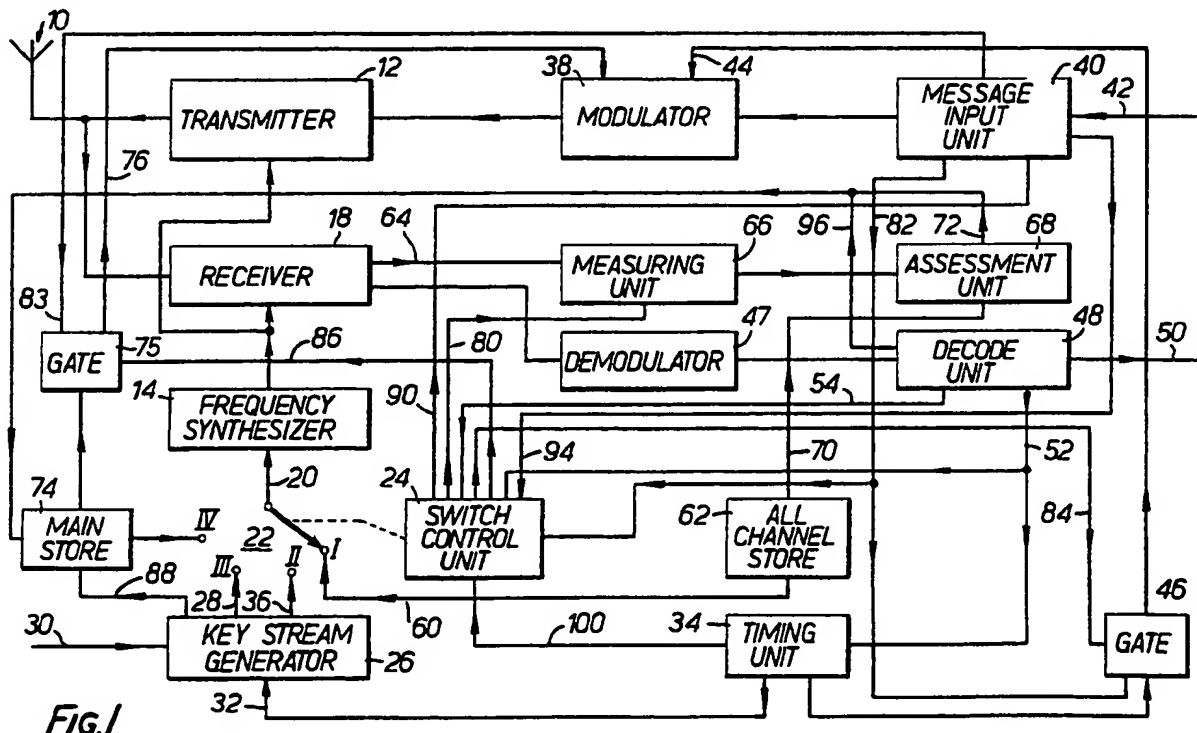 10
12
38
44
40
TRANSMITTER
MODULATOR
MESSAGE
INPUT
UNIT
42
76
18
64
66
96
82
72
68
RECEIVER
MEASURING
UNIT
ASSESSMENT
UNIT
83
75
86
80
47
48
GATE
DEMODULATOR
DECODE
UNIT
50
14
FREQUENCY
SYNTHESIZER
90
54
94
70
52
20
74
24
62
84
MAIN
STORE
IV
22
I
SWITCH
CONTROL
UNIT
ALL
CHANNEL
STORE
III
II
88
28
36
60
34
46
30
KEY STREAM
GENERATOR
26
100
TIMING
UNIT
GATE
32
FIG.1.